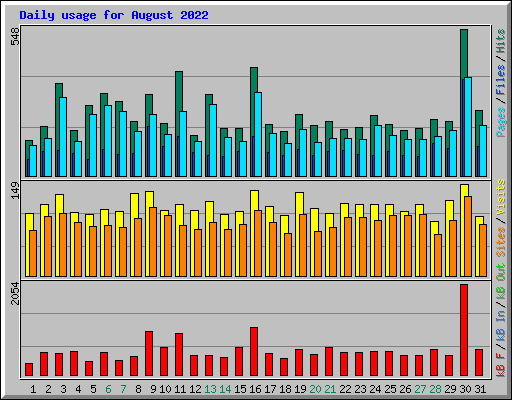 Daily usage for August 2022
548
149
2054
Pages / Files / Hits
Sites / Visits
kB F / kB In / kB Out
1 2 3 4 5 6 7 8 9 10 11 12 13 14 15 16 17 18 19 20 21 22 23 24 25 26 27 28 29 30 31